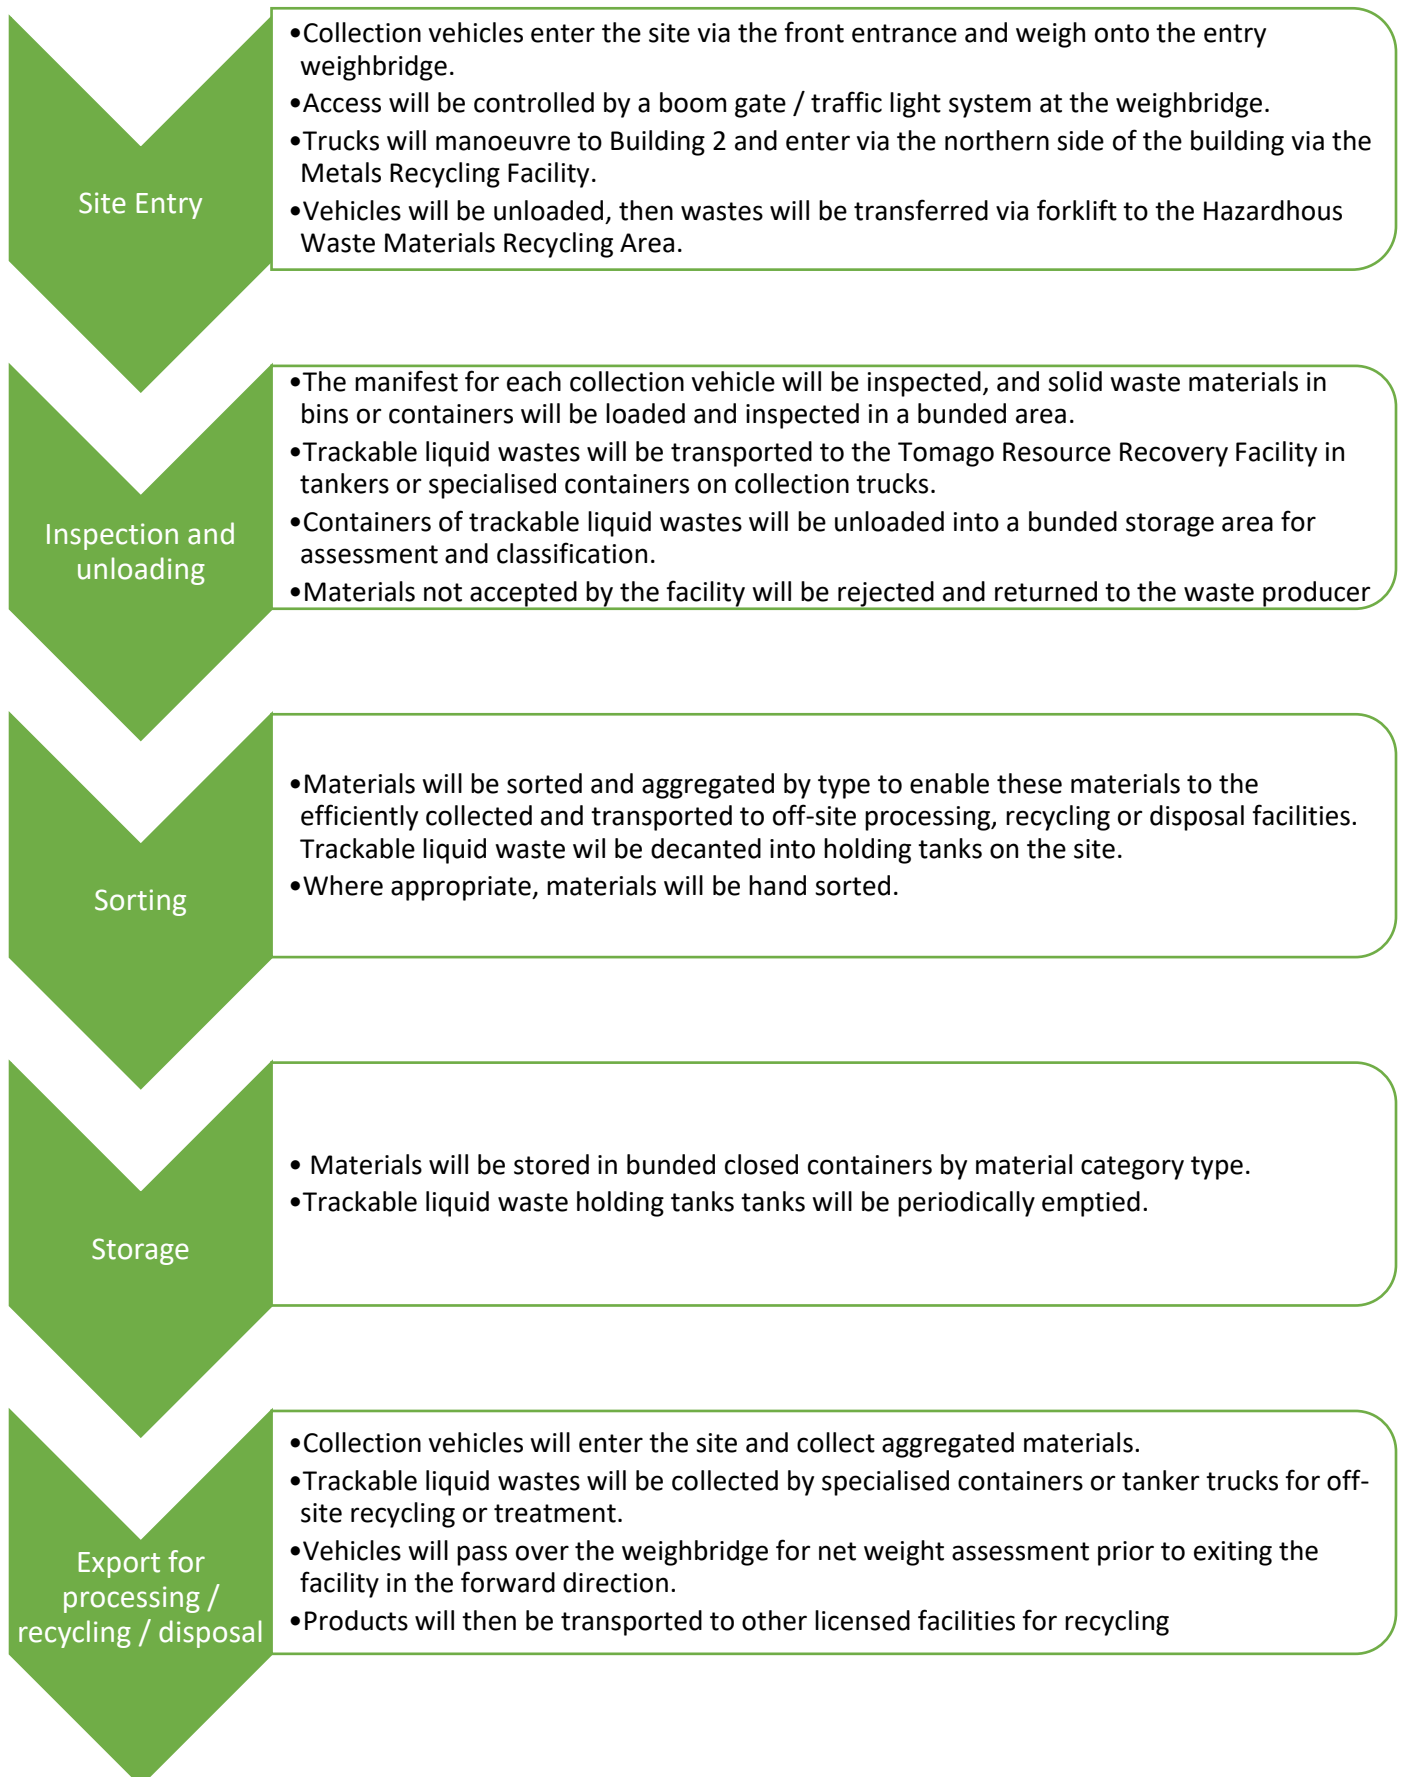 Site Entry
•Collection vehicles enter the site via the front entrance and weigh onto the entry
weighbridge.
•Access will be controlled by a boom gate / traffic light system at the weighbridge.
•Trucks will manoeuvre to Building 2 and enter via the northern side of the building via the
Metals Recycling Facility.
•Vehicles will be unloaded, then wastes will be transferred via forklift to the Hazardhous
Waste Materials Recycling Area.
Inspection and
unloading
•The manifest for each collection vehicle will be inspected, and solid waste materials in
bins or containers will be loaded and inspected in a bunded area.
•Trackable liquid wastes will be transported to the Tomago Resource Recovery Facility in
tankers or specialised containers on collection trucks.
•Containers of trackable liquid wastes will be unloaded into a bunded storage area for
assessment and classification.
•Materials not accepted by the facility will be rejected and returned to the waste producer
Sorting
•Materials will be sorted and aggregated by type to enable these materials to the
efficiently collected and transported to off-site processing, recycling or disposal facilities.
Trackable liquid waste wil be decanted into holding tanks on the site.
•Where appropriate, materials will be hand sorted.
Storage
• Materials will be stored in bunded closed containers by material category type.
•Trackable liquid waste holding tanks tanks will be periodically emptied.
Export for
processing /
recycling / disposal
•Collection vehicles will enter the site and collect aggregated materials.
•Trackable liquid wastes will be collected by specialised containers or tanker trucks for off-
site recycling or treatment.
•Vehicles will pass over the weighbridge for net weight assessment prior to exiting the
facility in the forward direction.
•Products will then be transported to other licensed facilities for recycling